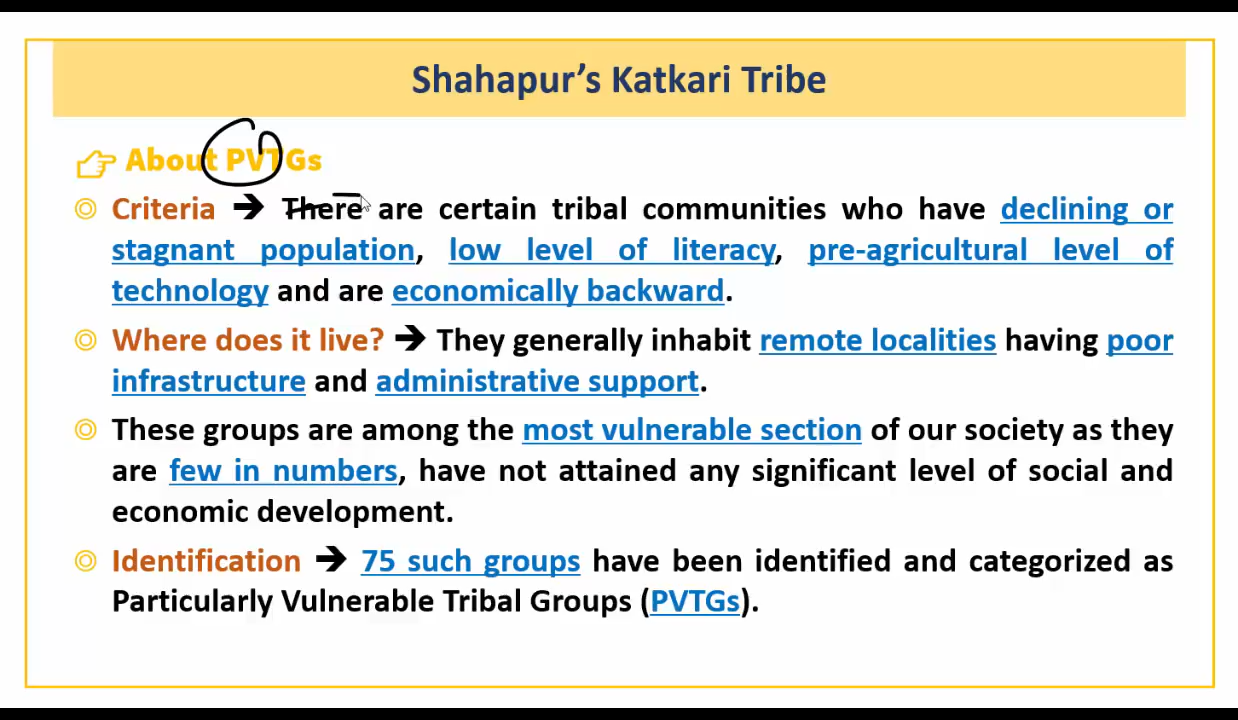 Shahapur’s Katkari Tribe
About PVTGs
Criteria ➔ There are certain tribal communities who have declining or
stagnant population, low level of literacy, pre-agricultural level of
technology and are economically backward.
Where does it live? ➔ They generally inhabit remote localities having poor
infrastructure and administrative support.
These groups are among the most vulnerable section of our society as they
are few in numbers, have not attained any significant level of social and
economic development.
Identification ➔ 75 such groups have been identified and categorized as
Particularly Vulnerable Tribal Groups (PVTGs).